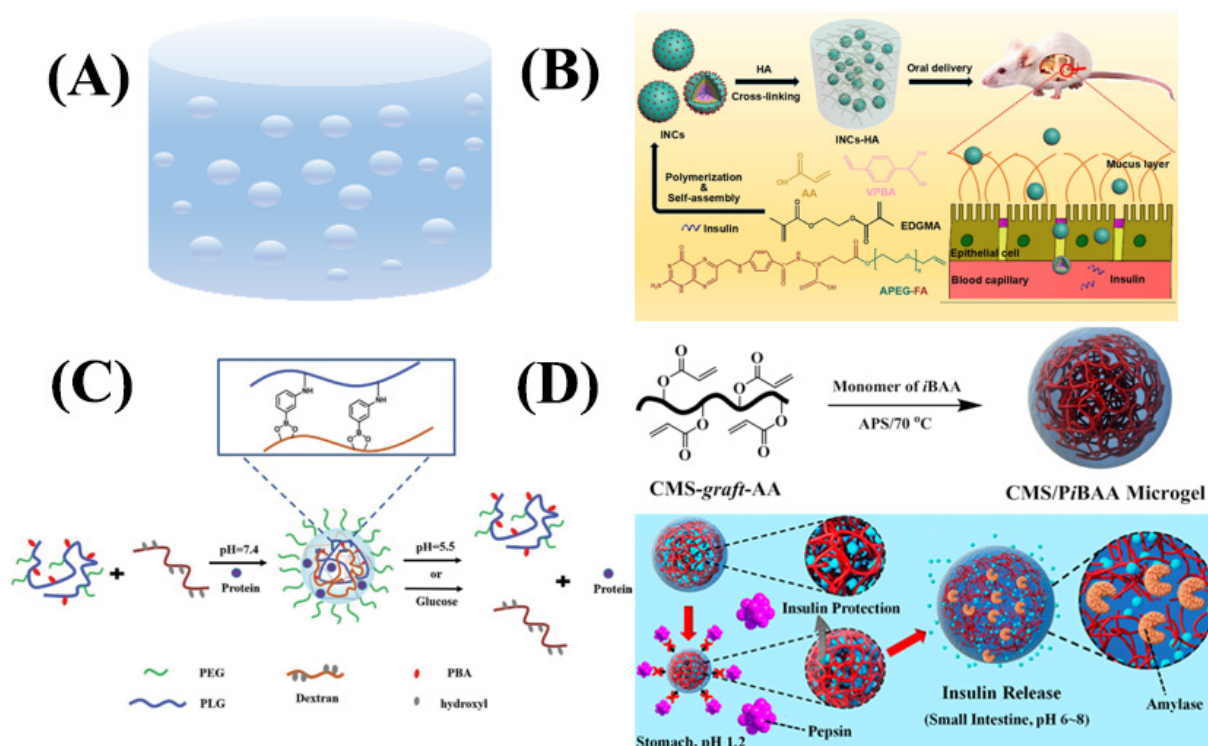 (A)
(B)
HA
Cross-linking
Oral delivery
INCs
INCs-HA
Polymerization
&
Self-assembly
Insulin
OH
O
AA
VPBA
EDGMA
APEG-FA
Mucus layer
Epithelial cell
Blood capillary
Insulin
(C)
NH
NH
B
B
O
O
O
O
pH=7.4
Protein
pH=5.5
or
Glucose
+
+
Protein
PEG
PLG
Dextran
PBA
hydroxyl
(D)
O
O
O
O
O
O
O
O
CMS-graft-AA
Monomer of iBAA
APS/70 °C
CMS/PiBAA Microgel
Insulin Protection
Stomach, pH 1.2
Pepsin
Insulin Release
(Small Intestine, pH 6~8)
Amylase